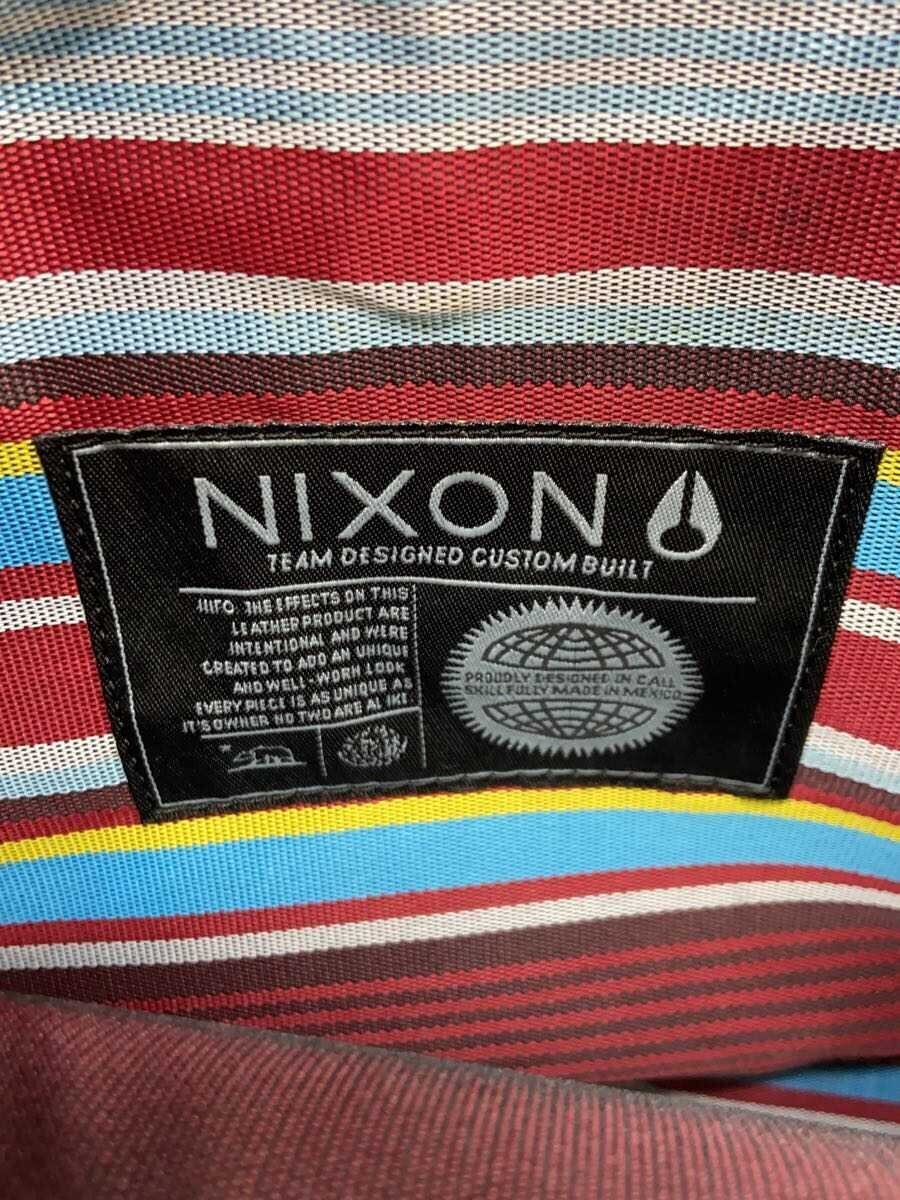 NIXON
TEAM DESIGNED CUSTOM BUILT
INFO. THE EFFECTS ON THIS
LEATHER PRODUCT ARE
INTENTIONAL AND WERE
CREATED TO ADD AN UNIQUE
AND WELL-WORN LOOK
EVERY PIECE IS AS UNIQUE AS
IT'S OWNER NO TWO ARE ALIKE
PROUDLY DESIGNED IN CALI.
SKILLFULLY MADE IN MEXICO